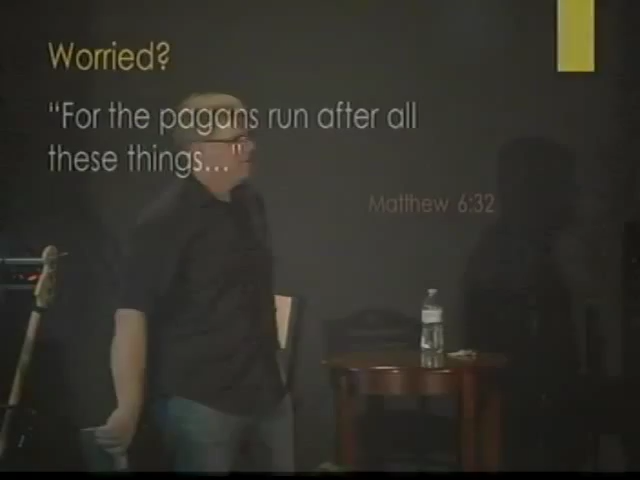 Worried?
“For the pagans run after all
these things...”
Matthew 6:32